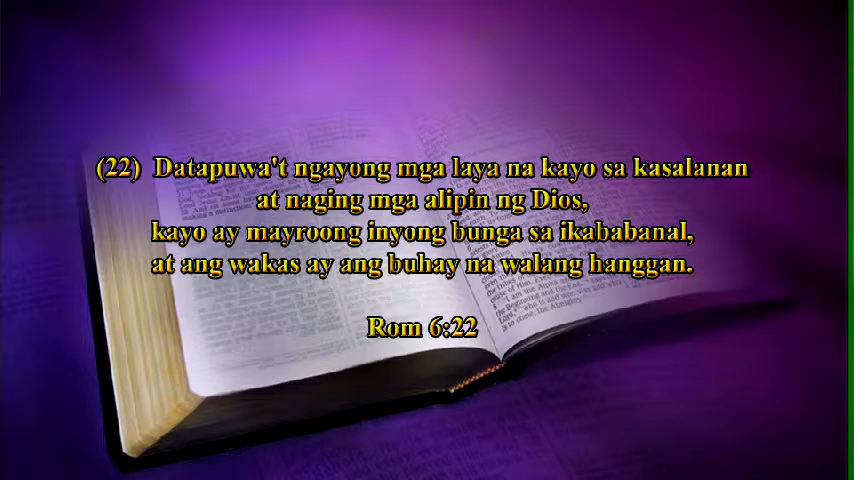 (22) Datapuwa't ngayong mga laya na kayo sa kasalanan
at naging mga alipin ng Dios,
kayo ay mayroong inyong bunga sa ikababanal,
at ang wakas ay ang buhay na walang hanggan.
Rom 6:22